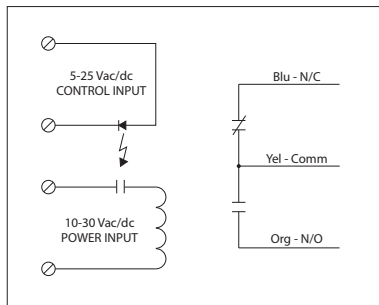 5-25 Vac/dc
CONTROL INPUT
10-30 Vac/dc
POWER INPUT
Blu - N/C
Yel - Comm
Org - N/O